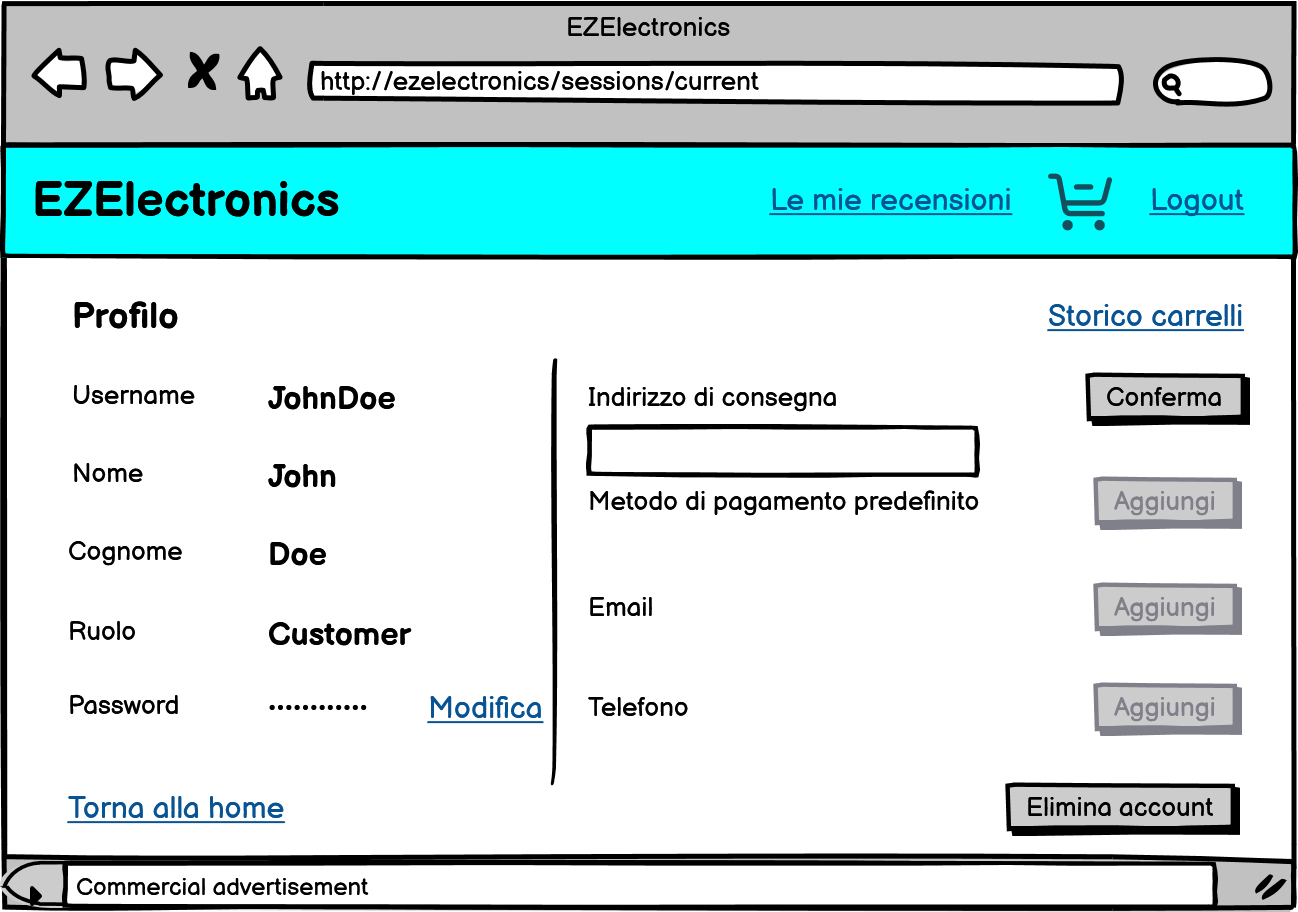 EZElectronics
http://ezelectronics/sessions/current
EZElectronics
Le mie recensioni
Logout
Profilo
Storico carrelli
Username
JohnDoe
Indirizzo di consegna
Conferma
Nome
John
Metodo di pagamento predefinito
Aggiungi
Cognome
Doe
Email
Aggiungi
Ruolo
Customer
Password
••••••••••••
Modifica
Telefono
Aggiungi
Torna alla home
Elimina account
Commercial advertisement